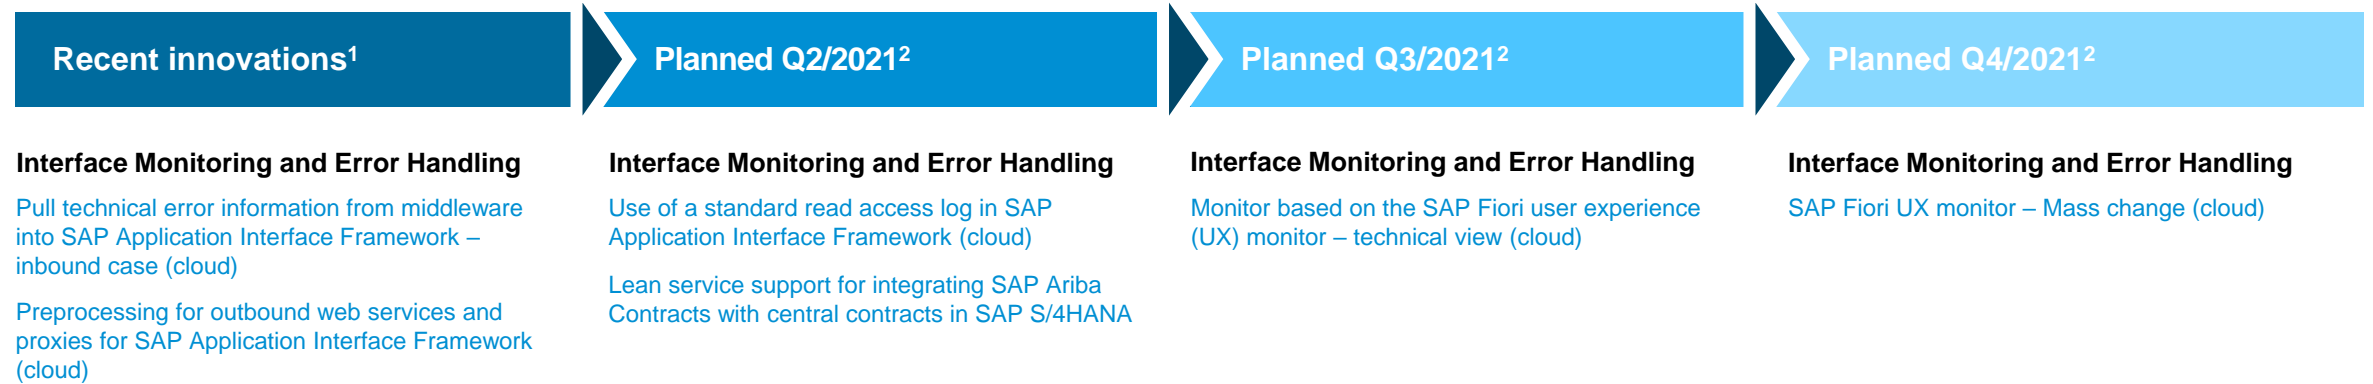 Recent innovations1
Planned Q2/20212
Planned Q3/20212
Planned Q4/20212
Interface Monitoring and Error Handling
Pull technical error information from middleware
into SAP Application Interface Framework –
inbound case (cloud)
Preprocessing for outbound web services and
proxies for SAP Application Interface Framework
(cloud)
Interface Monitoring and Error Handling
Use of a standard read access log in SAP
Application Interface Framework (cloud)
Lean service support for integrating SAP Ariba
Contracts with central contracts in SAP S/4HANA
Interface Monitoring and Error Handling
Monitor based on the SAP Fiori user experience
(UX) monitor – technical view (cloud)
Interface Monitoring and Error Handling
SAP Fiori UX monitor – Mass change (cloud)